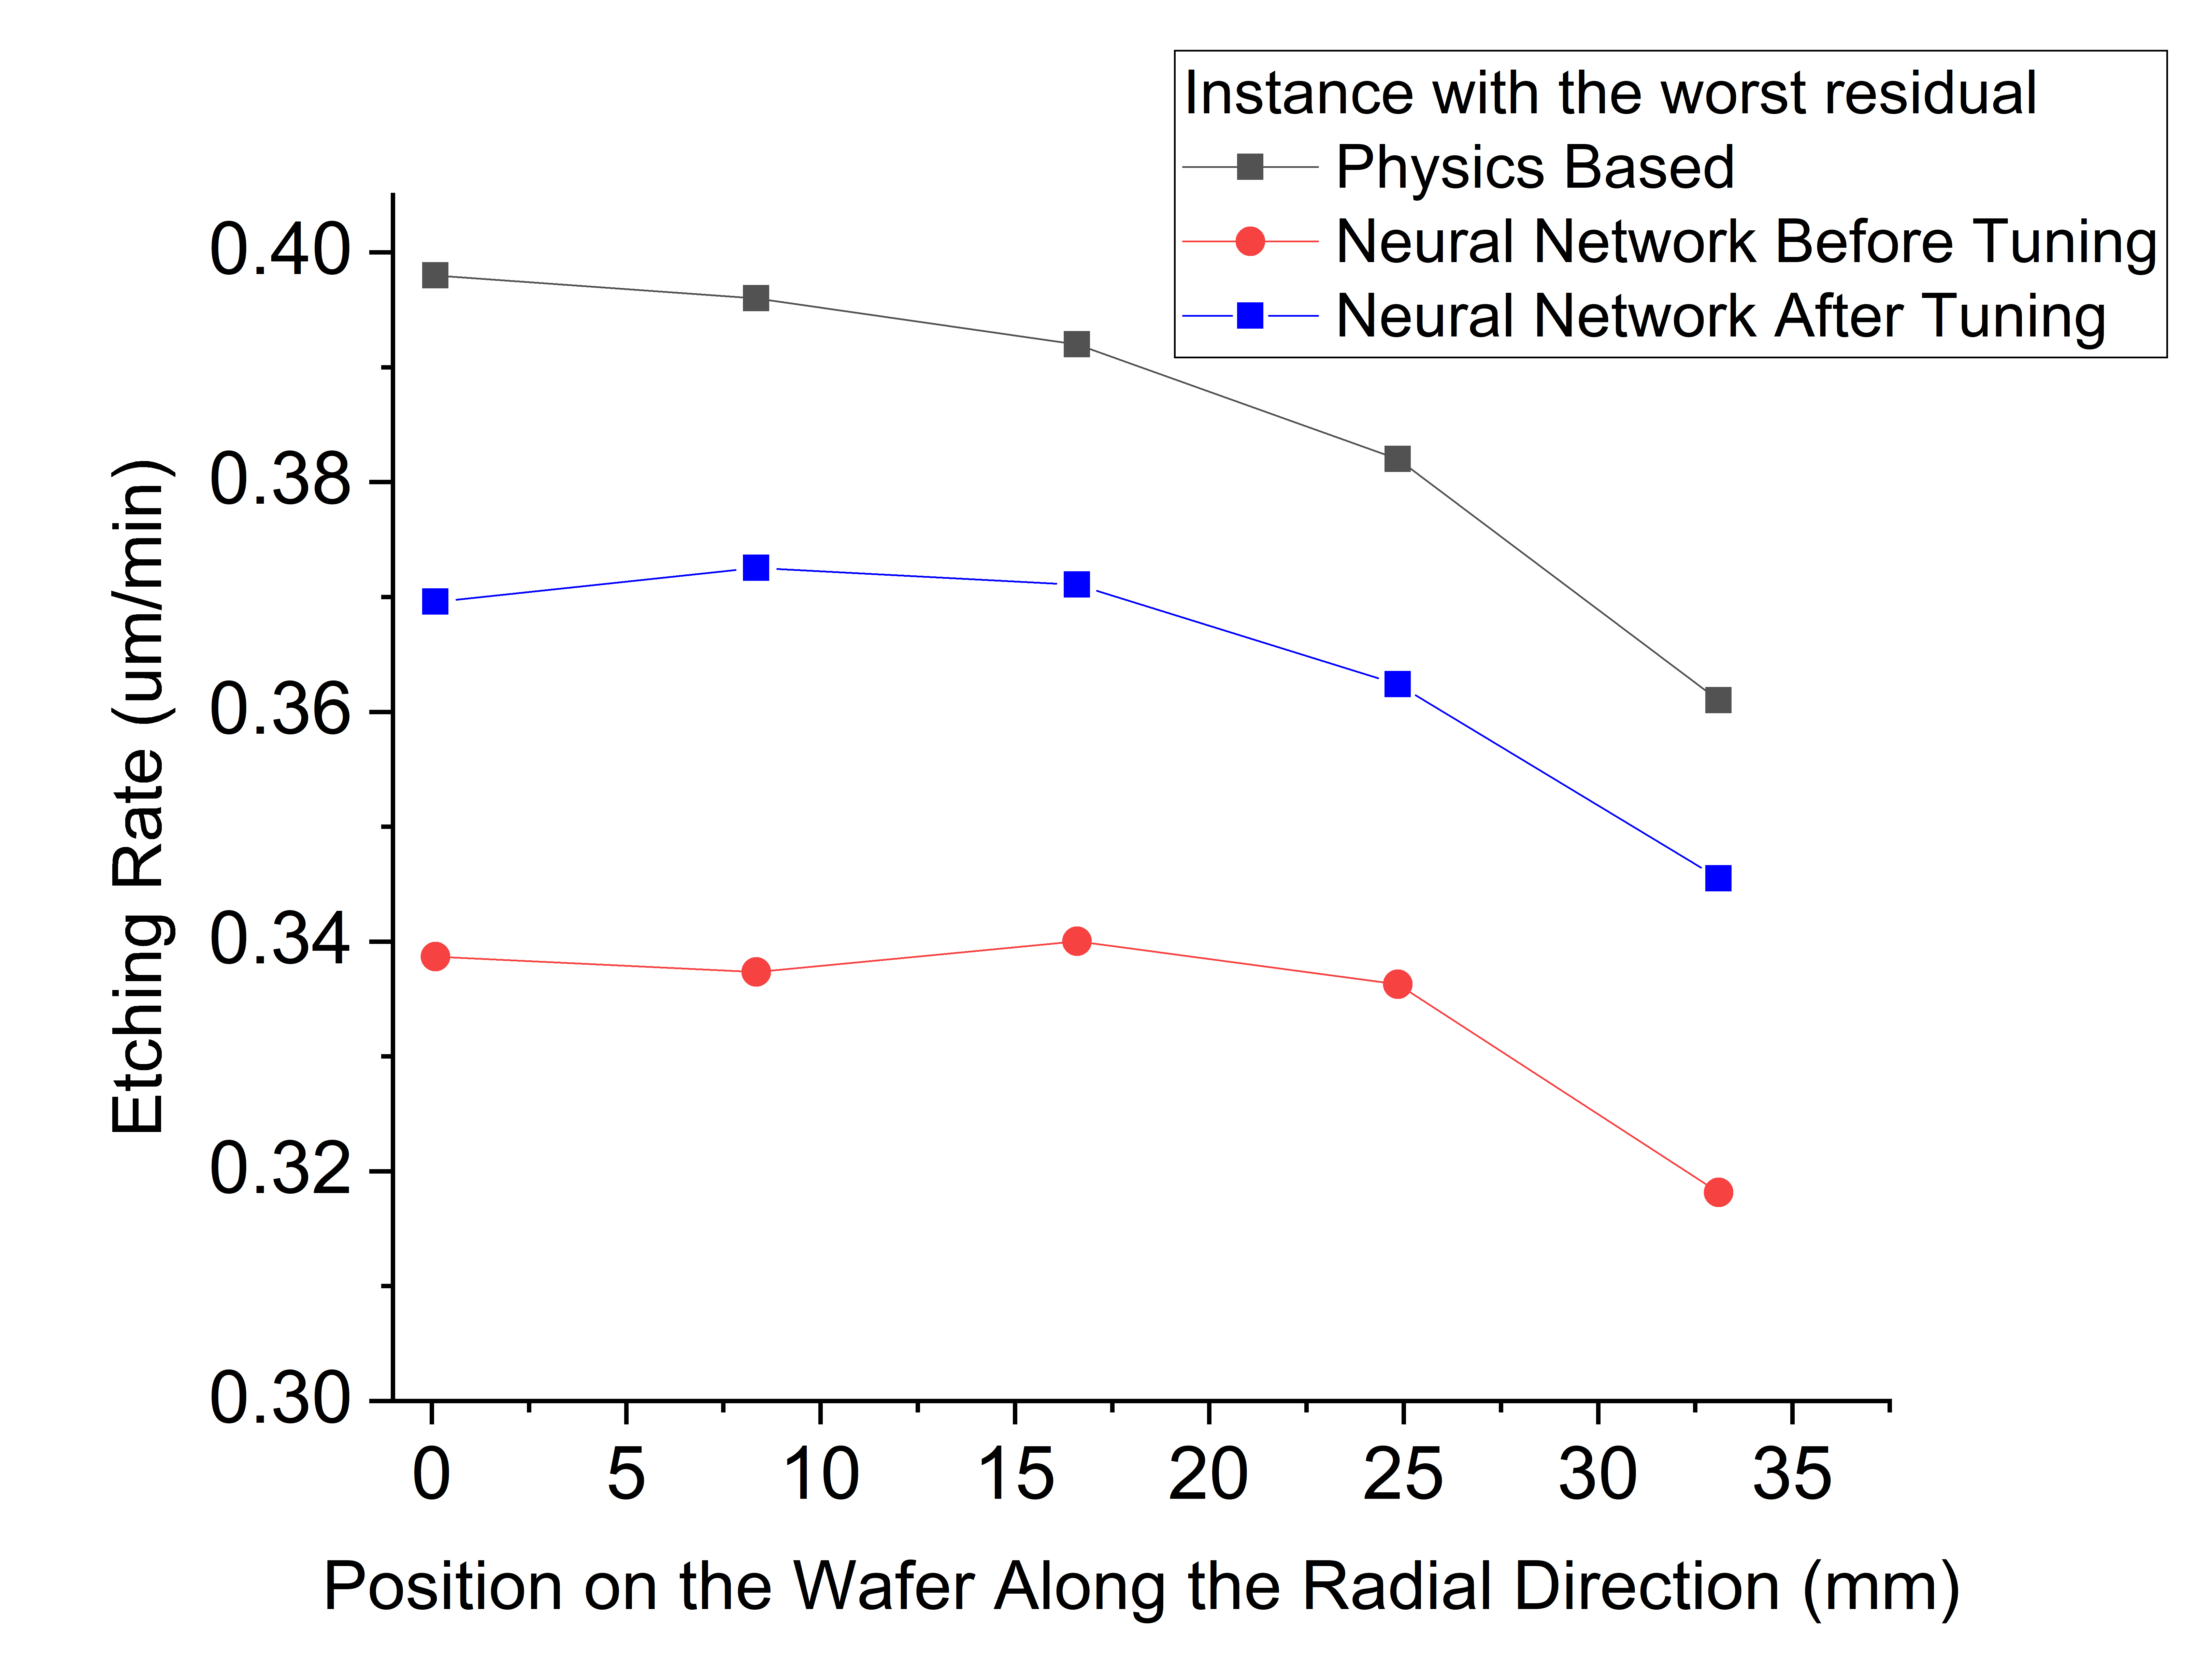 Instance with the worst residual
Physics Based
Neural Network Before Tuning
Neural Network After Tuning
Etching Rate (um/min)
0.40
0.38
0.36
0.34
0.32
0.30
0 5 10 15 20 25 30 35
Position on the Wafer Along the Radial Direction (mm)